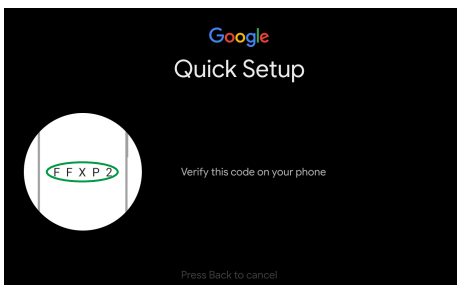 Google
Quick Setup
F F X P 2
Verify this code on your phone
Press Back to cancel